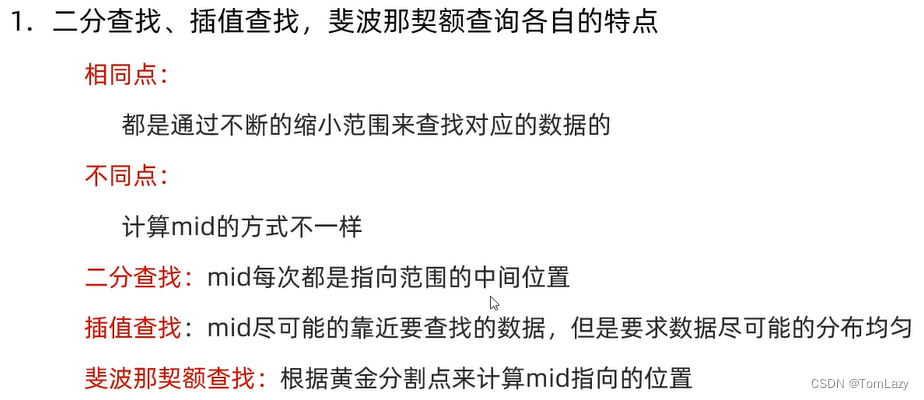 1. 二分查找、插值查找，斐波那契额查询各自的特点
相同点：
都是通过不断的缩小范围来查找对应的数据的
不同点：
计算mid的方式不一样
二分查找：mid每次都是指向范围的中间位置
插值查找：mid尽可能的靠近要查找的数据，但是要求数据尽可能的分布均匀
斐波那契额查找：根据黄金分割点来计算mid指向的位置
CSDN @TomLazy